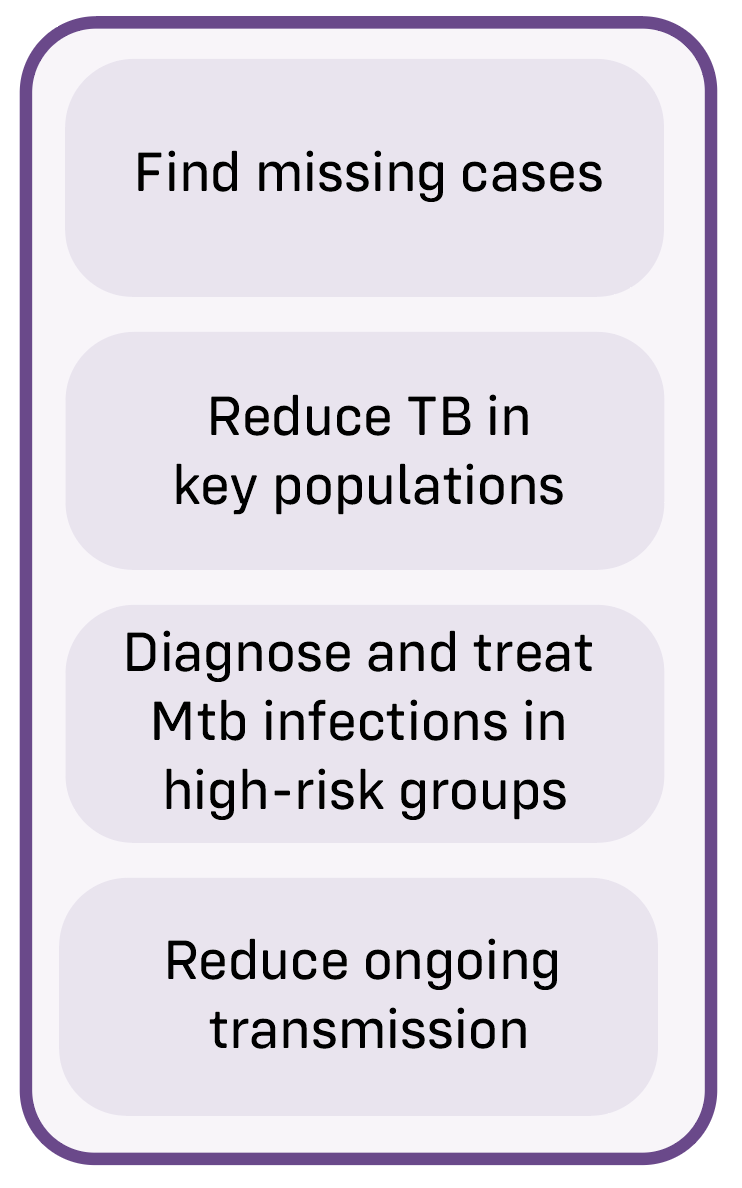 Find missing cases
Reduce TB in
key populations
Diagnose and treat
Mtb infections in
high-risk groups
Reduce ongoing
transmission